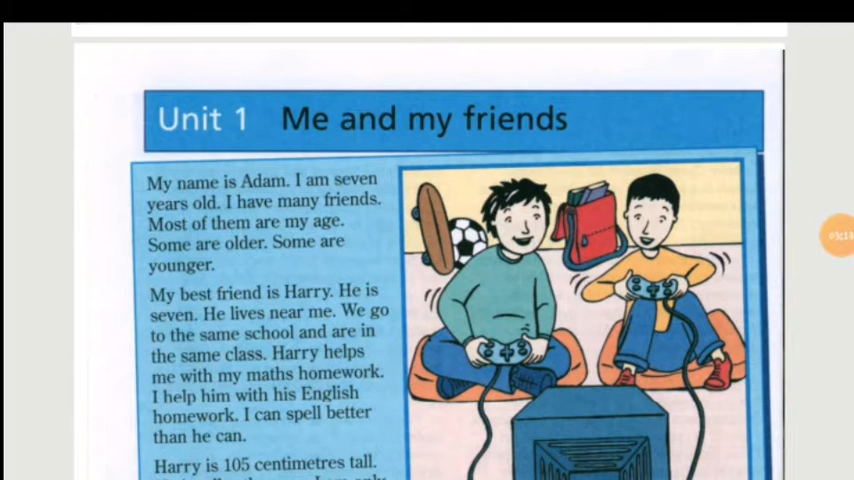 Unit 1 Me and my friends
My name is Adam. I am seven
years old. I have many friends.
Most of them are my age.
Some are older. Some are
younger.
My best friend is Harry. He is
seven. He lives near me. We go
to the same school and are in
the same class. Harry helps
me with my maths homework.
I help him with his English
homework. I can spell better
than he can.
Harry is 105 centimetres tall.